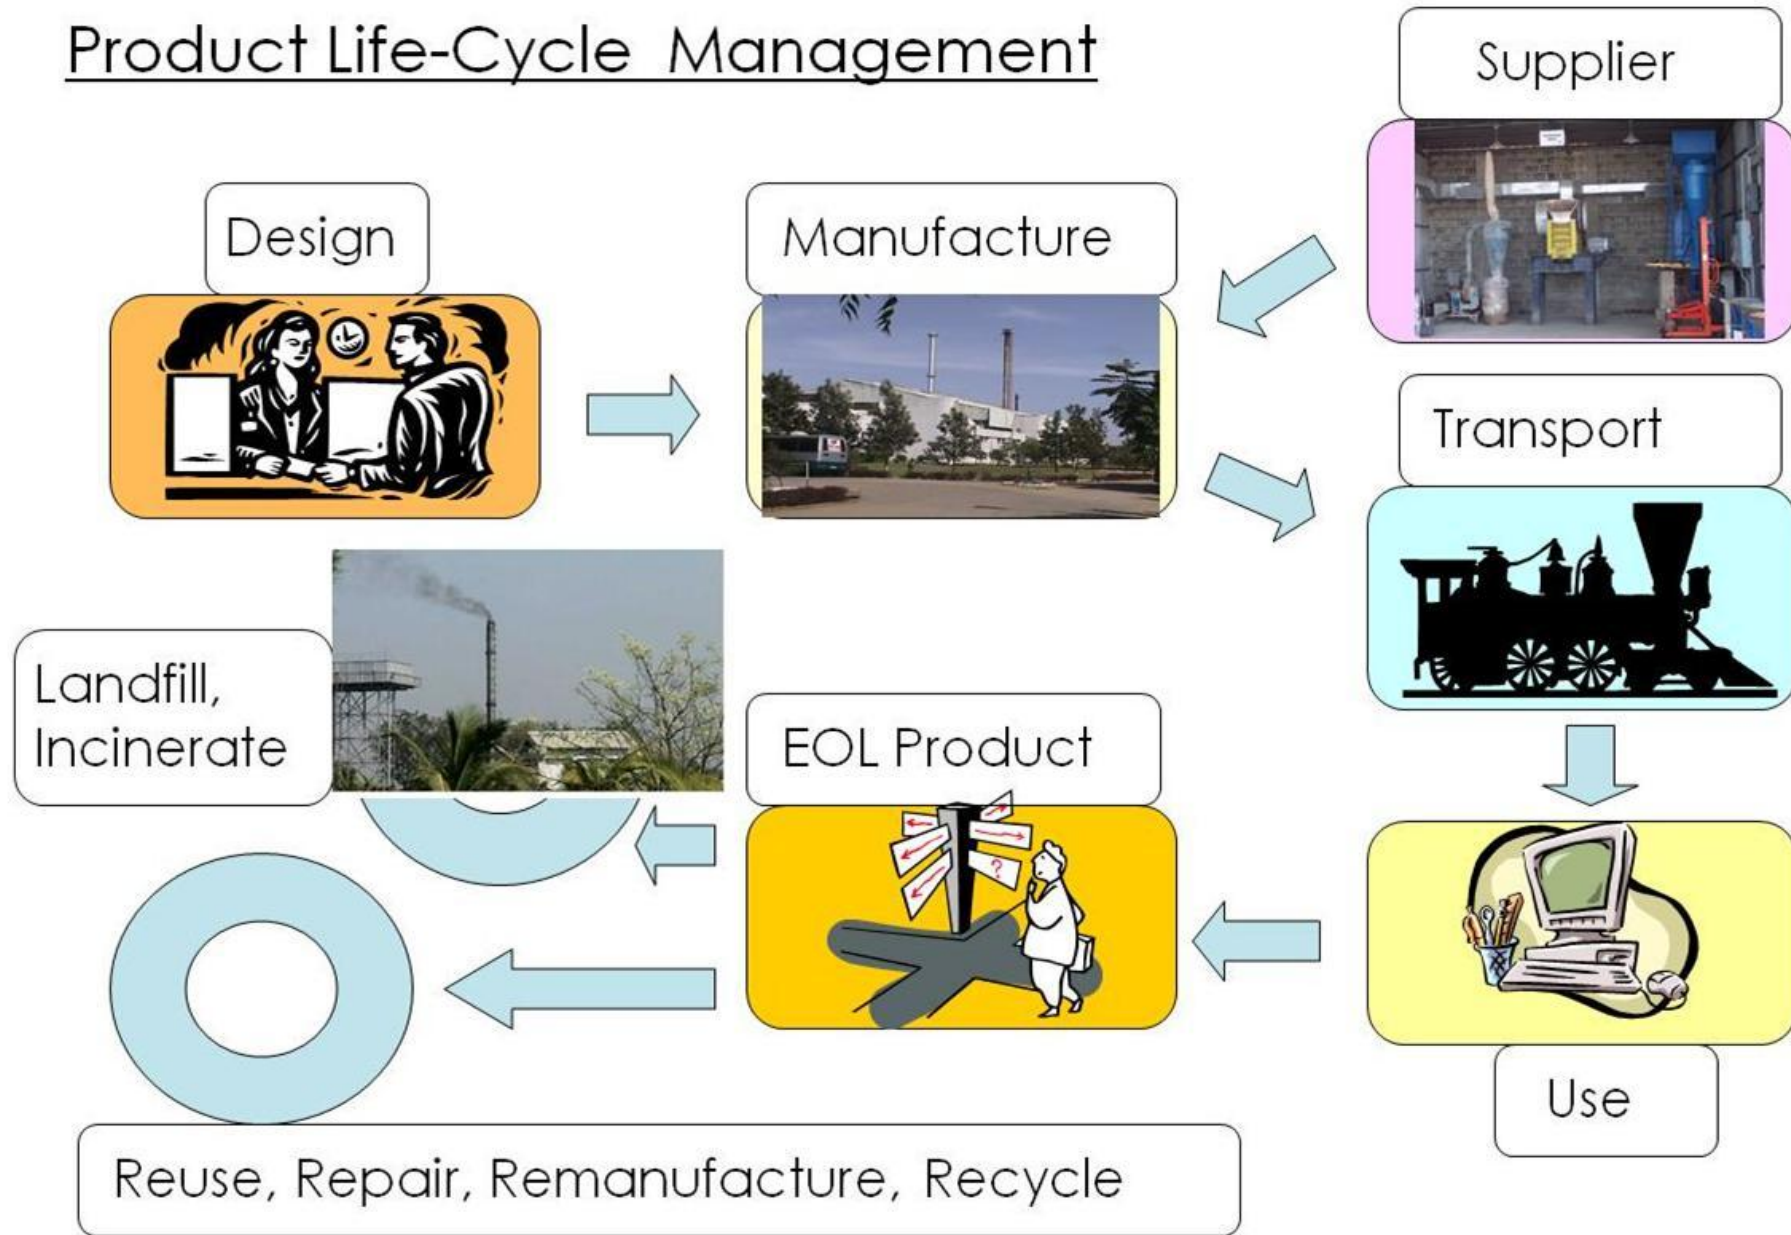 Product Life-Cycle Management
Supplier
Design
Manufacture
Transport
Landfill,
Incinerate
EOL Product
?
Use
Reuse, Repair, Remanufacture, Recycle